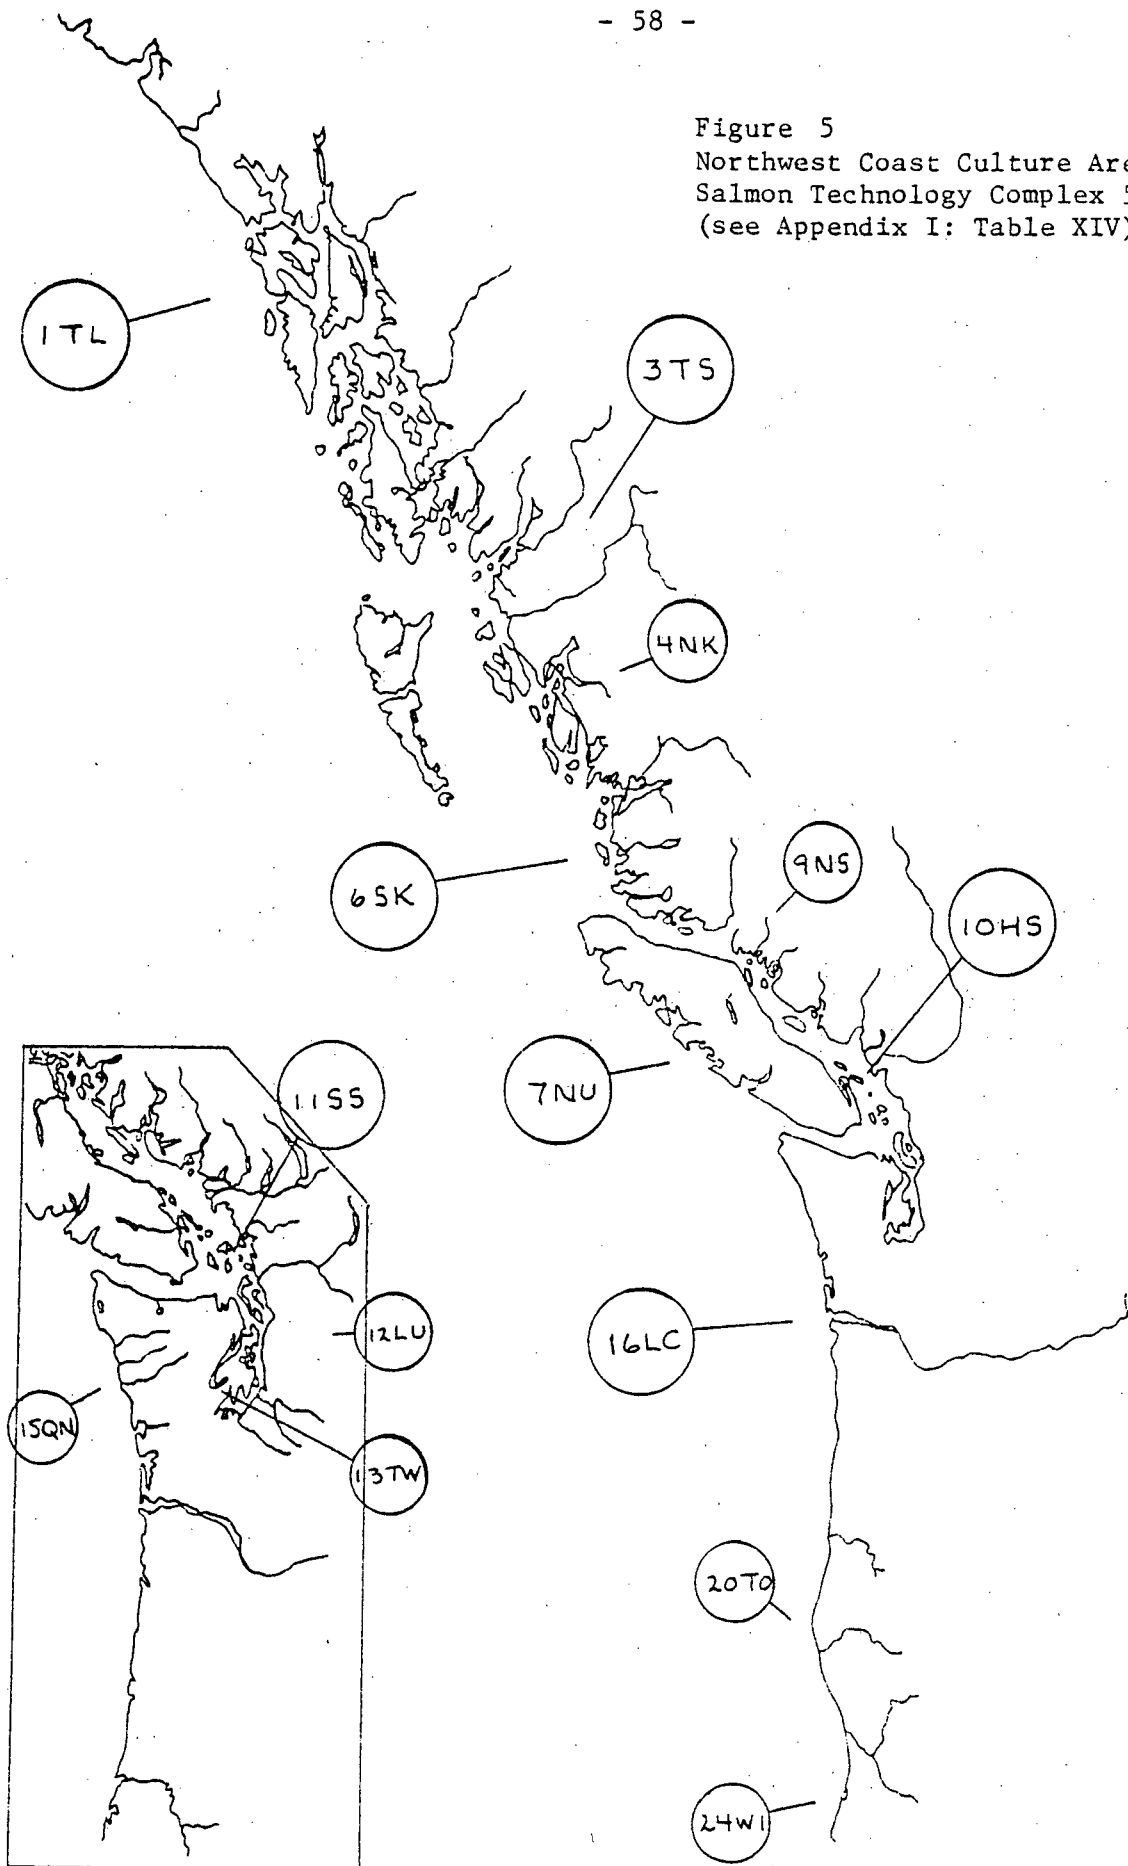 - 58 -
Figure 5
Northwest Coast Culture Are
Salmon Technology Complex
(see Appendix I: Table XIV)
1TL
3TS
4NK
6SK
9NS
10HS
7NU
11SS
12LU
15QN
13TW
16LC
20TO
24WI